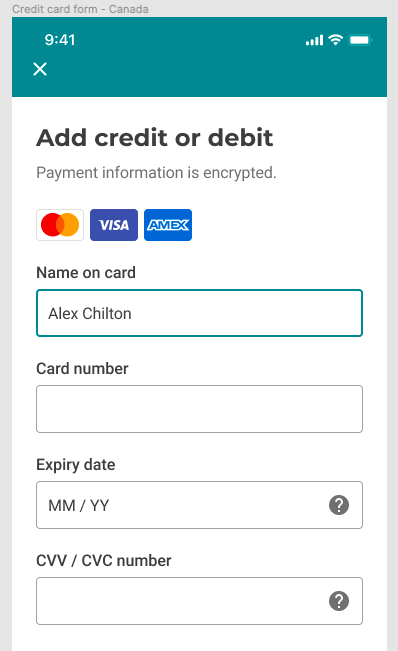 Credit card form - Canada
9:41
Add credit or debit
Payment information is encrypted.
VISA AMEX
Name on card
Alex Chilton
Card number
Expiry date
MM / YY ?
CVV / CVC number
?